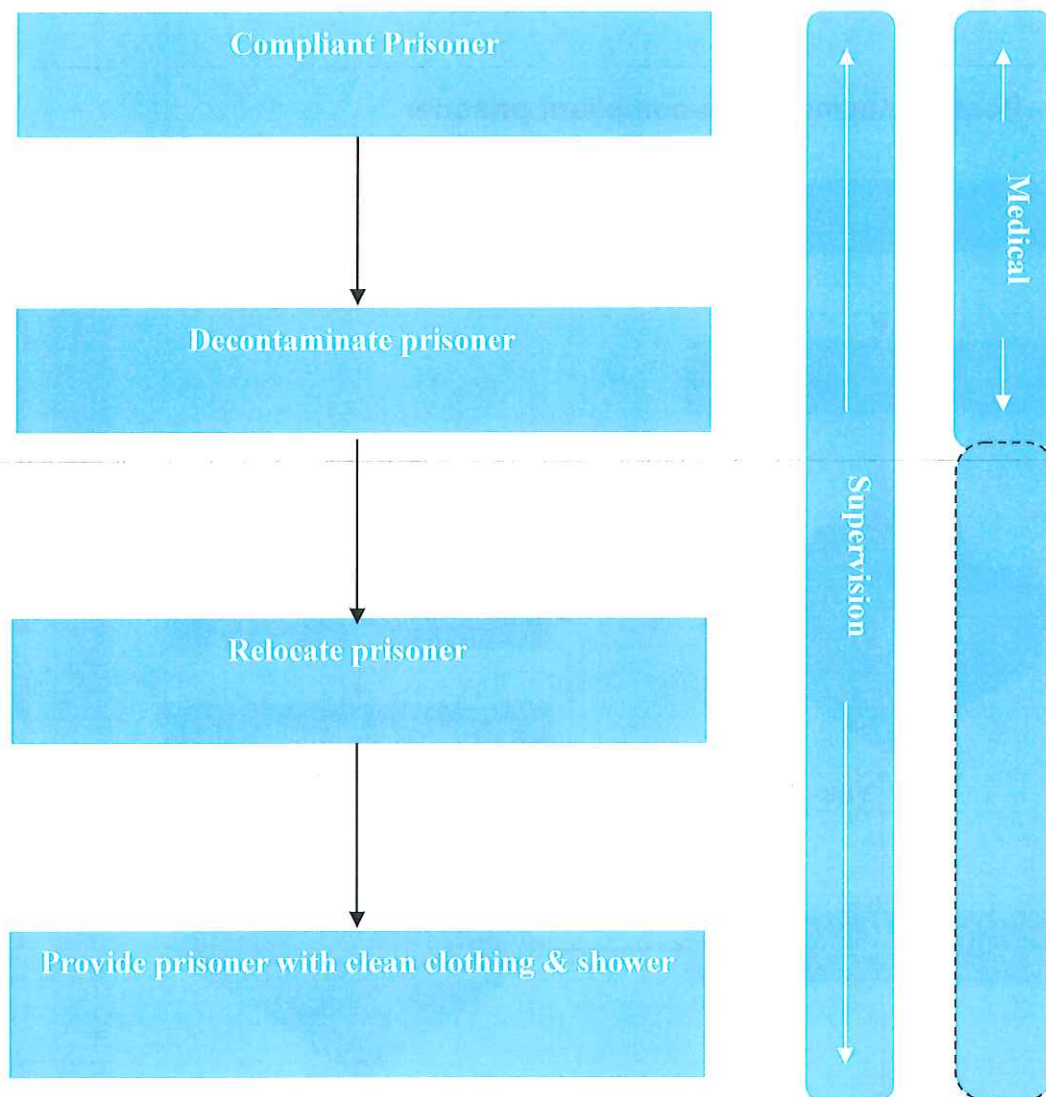 Compliant Prisoner
Decontaminate prisoner
Relocate prisoner
Provide prisoner with clean clothing & shower
Supervision
Medical